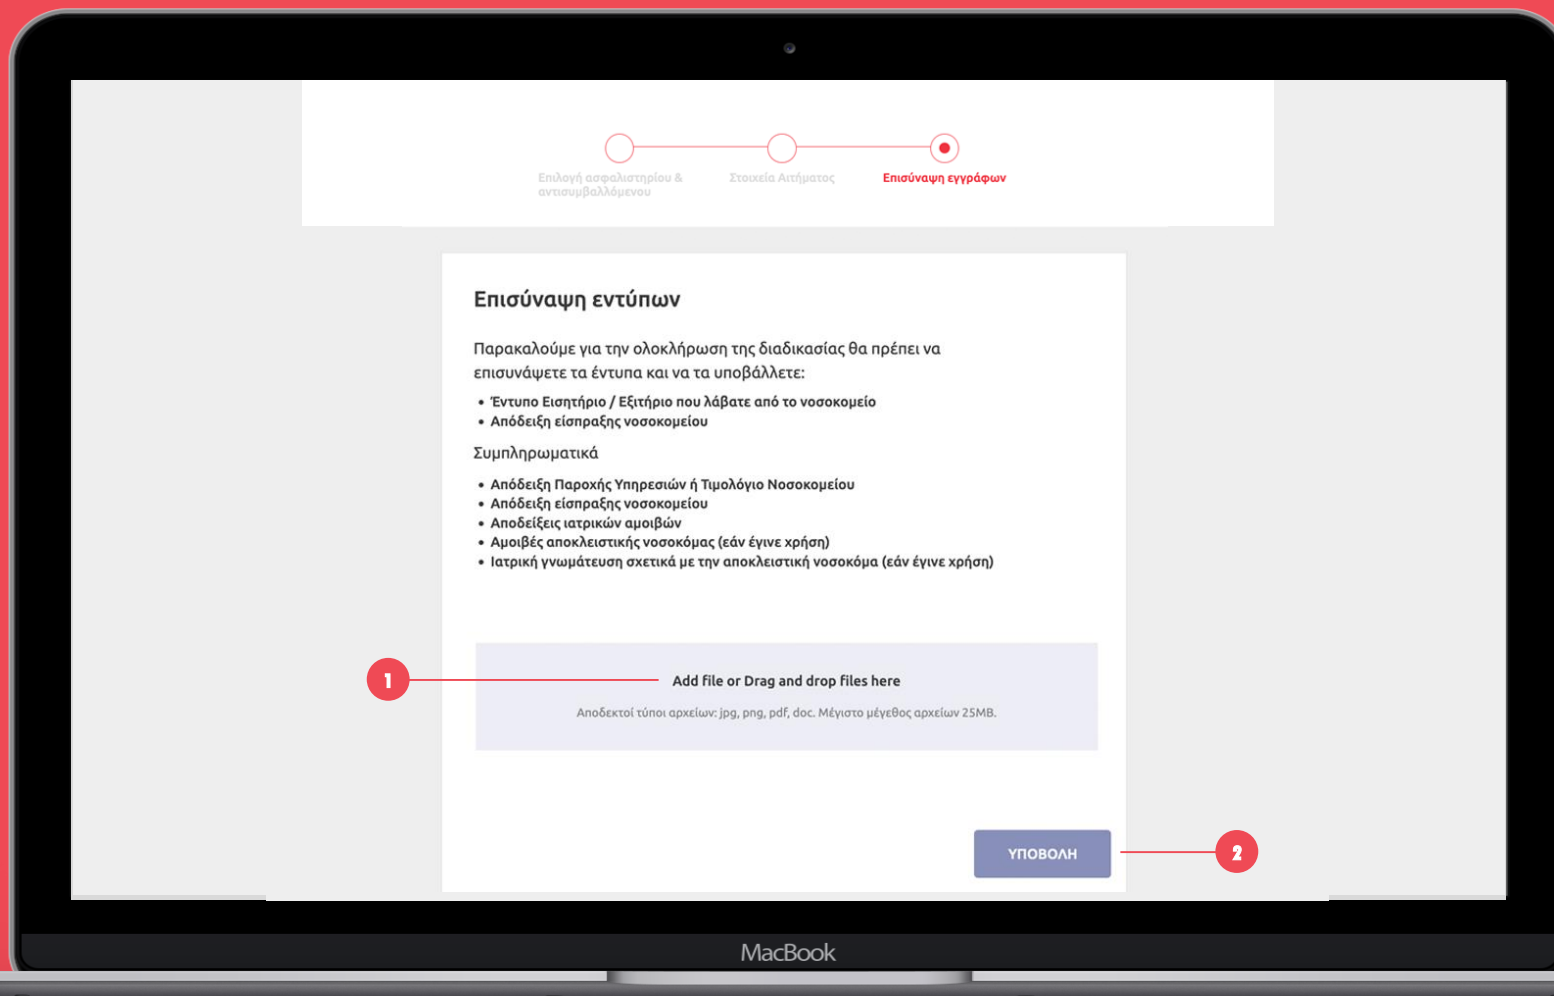 Επιλογή ασφαλιστηρίου &
αντισυμβαλλόμενου
Στοιχεία Αιτήματος
Επισύναψη εγγράφων
Επισύναψη εντύπων
Παρακαλούμε για την ολοκλήρωση της διαδικασίας θα πρέπει να
επισυνάψετε τα έντυπα και να τα υποβάλλετε:
• Έντυπο Εισητήριο / Εξιτήριο που λάβατε από το νοσοκομείο
• Απόδειξη είσπραξης νοσοκομείου
Συμπληρωματικά
• Απόδειξη Παροχής Υπηρεσιών ή Τιμολόγιο Νοσοκομείου
• Απόδειξη είσπραξης νοσοκομείου
• Αποδείξεις ιατρικών αμοιβών
• Αμοιβές αποκλειστικής νοσοκόμας (εάν έγινε χρήση)
• Ιατρική γνωμάτευση σχετικά με την αποκλειστική νοσοκόμα (εάν έγινε χρήση)
1
Add file or Drag and drop files here
Αποδεκτοί τύποι αρχείων: jpg, png, pdf, doc. Μέγιστο μέγεθος αρχείων 25MB.
ΥΠΟΒΟΛΗ
2
MacBook